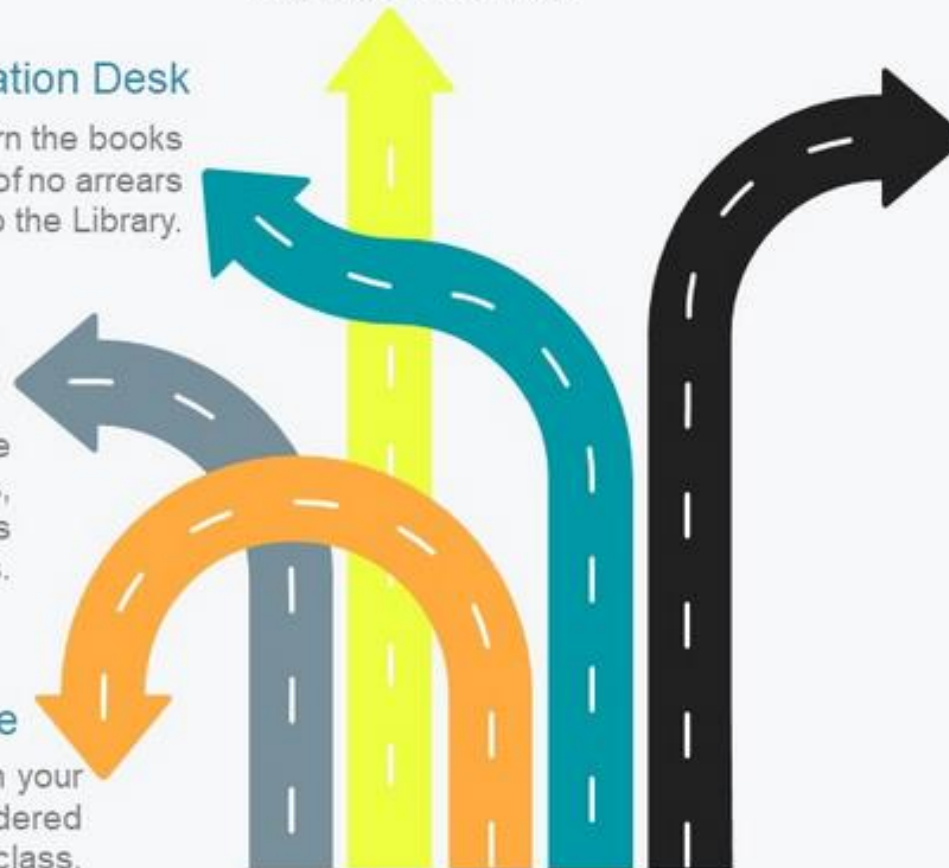 ation Desk
rn the books
of no arrears
o the Library.
e
,
s
.
e
n your
dered
class.